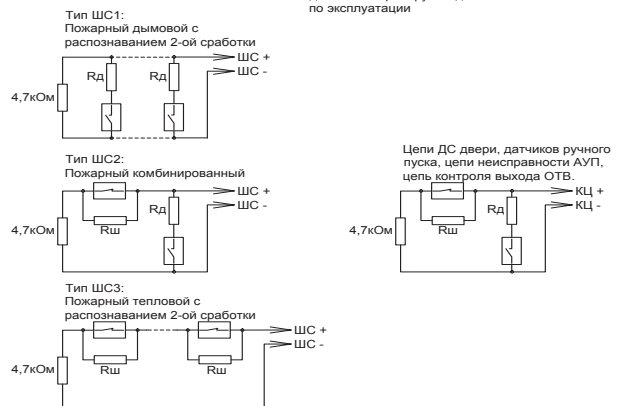 по эксплуатации
Тип ШС1:
Пожарный дымовой с
распознаванием 2-ой сработки
ШС +
ШС -
Rд
Rд
4,7кОм
Тип ШС2:
Пожарный комбинированный
ШС +
ШС -
Rд
4,7кОм
Rш
Цепи ДС двери, датчиков ручного
пуска, цепи неисправности АУП,
цепь контроля выхода ОТВ.
КЦ +
КЦ -
Rд
4,7кОм
Rш
Тип ШС3:
Пожарный тепловой с
распознаванием 2-ой сработки
ШС +
ШС -
4,7кОм
Rш
Rш